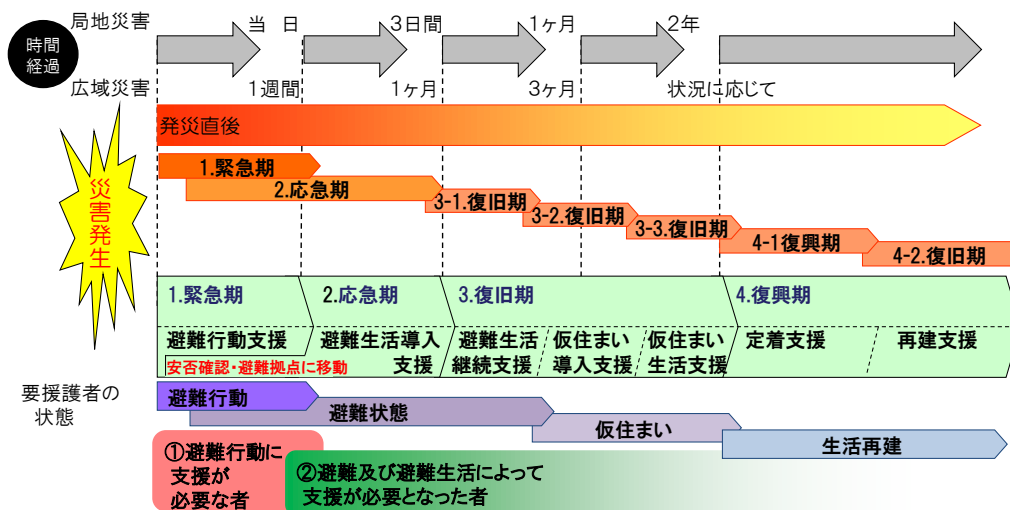 局地災害
当 日
3日間
1ヶ月
2年
時間
経過
広域災害
1週間
1ヶ月
3ヶ月
状況に応じて
発災直後
災害発生
1.緊急期
2.応急期
3-1.復旧期
3-2.復旧期
3-3.復旧期
4-1復興期
4-2.復旧期
1.緊急期
2.応急期
3.復旧期
4.復興期
避難行動支援
避難生活導入
支援
避難生活
継続支援
仮住まい
導入支援
仮住まい
生活支援
定着支援
再建支援
安否確認・避難拠点に移動
要援護者の
状態
避難行動
避難状態
仮住まい
生活再建
①避難行動に
支援が
必要な者
②避難及び避難生活によって
支援が必要となった者